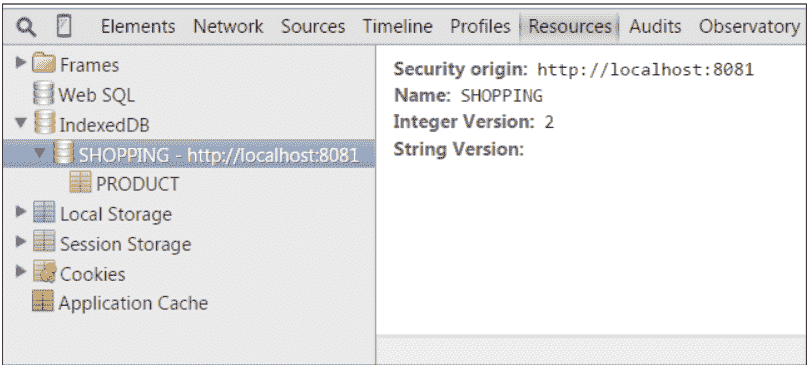 Elements Network Sources Timeline Profiles Resources Audits Observatory
Frames
Web SQL
IndexedDB
SHOPPING - http://localhost:8081
PRODUCT
Local Storage
Session Storage
Cookies
Application Cache
Security origin: http://localhost:8081
Name: SHOPPING
Integer Version: 2
String Version: